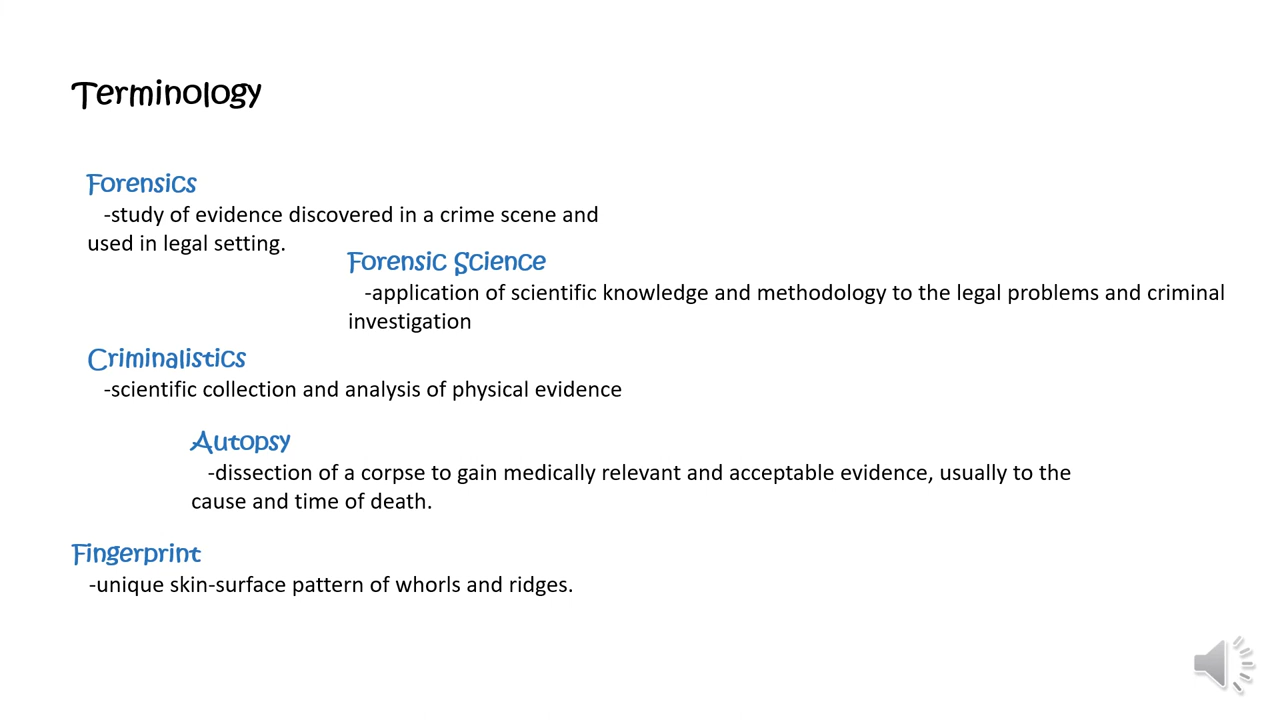 Terminology
Forensics
-study of evidence discovered in a crime scene and
used in legal setting.
Forensic Science
-application of scientific knowledge and methodology to the legal problems and criminal
investigation
Criminalistics
-scientific collection and analysis of physical evidence
Autopsy
-dissection of a corpse to gain medically relevant and acceptable evidence, usually to the
cause and time of death.
Fingerprint
-unique skin-surface pattern of whorls and ridges.